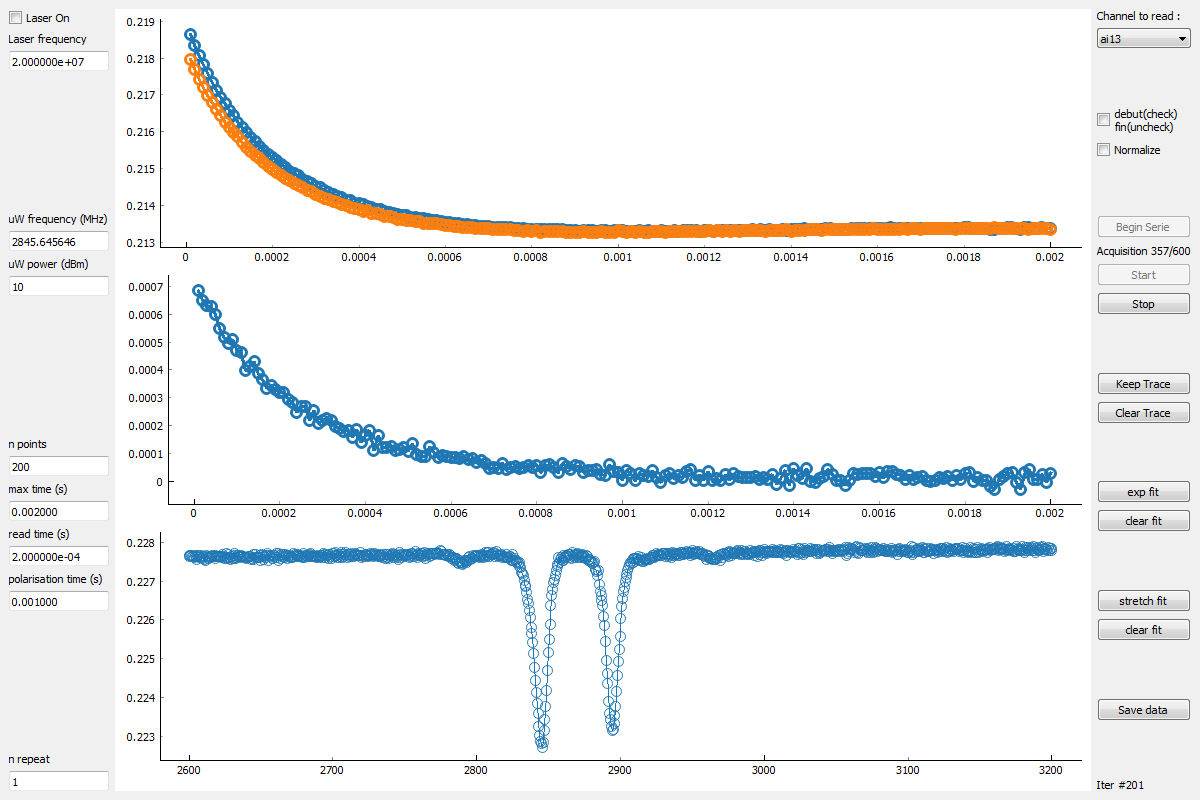 Laser On
Laser frequency
2.000000e+07
uW frequency (MHz)
2845.645646
uW power (dBm)
10
n points
200
max time (s)
0.002000
read time (s)
2.000000e-04
polarisation time (s)
0.001000
n repeat
1
0.219
0.218
0.217
0.216
0.215
0.214
0.213
0 0.0002 0.0004 0.0006 0.0008 0.001 0.0012 0.0014 0.0016 0.0018 0.002
0.0007
0.0006
0.0005
0.0004
0.0003
0.0002
0.0001
0
0 0.0002 0.0004 0.0006 0.0008 0.001 0.0012 0.0014 0.0016 0.0018 0.002
0.228
0.227
0.226
0.225
0.224
0.223
2600 2700 2800 2900 3000 3100 3200
Channel to read :
ai13
debut(check)
fin(uncheck)
Normalize
Begin Serie
Acquisition 357/600
Start
Stop
Keep Trace
Clear Trace
exp fit
clear fit
stretch fit
clear fit
Save data
Iter #201